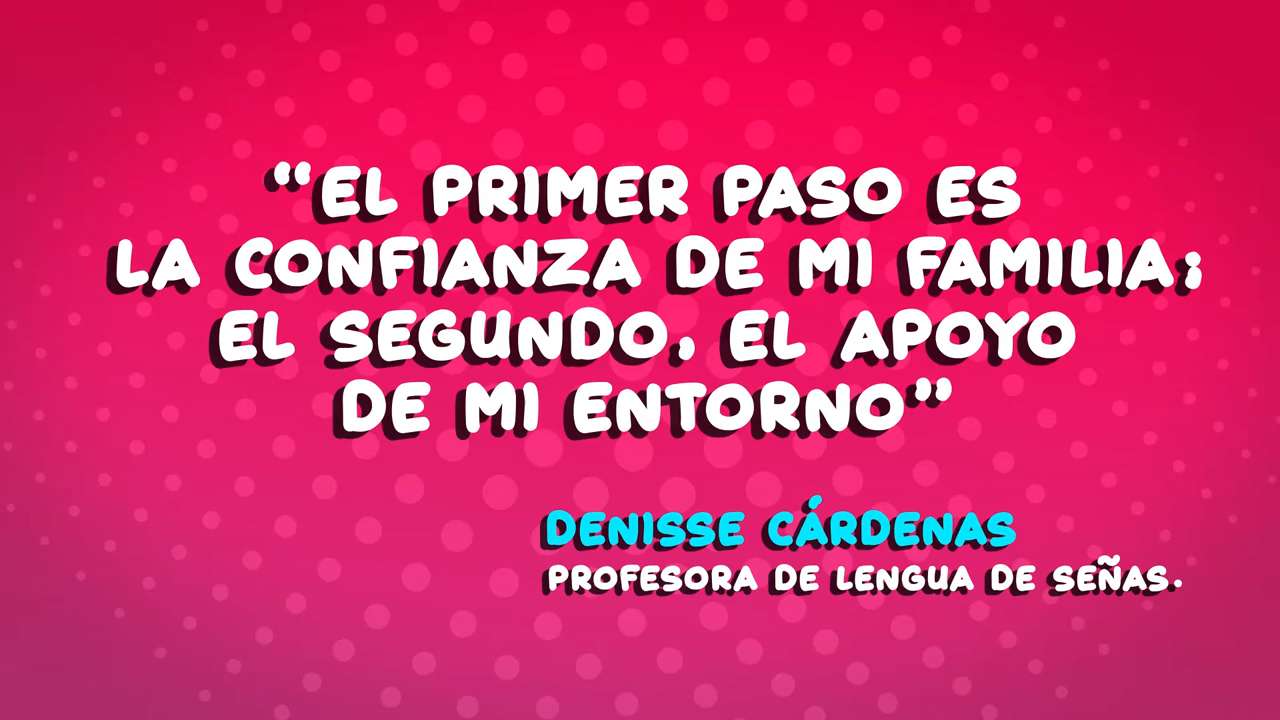 “EL PRIMER PASO ES
LA CONFIANZA DE MI FAMILIA;
EL SEGUNDO, EL APOYO
DE MI ENTORNO”
DENISSE CÁRDENAS
PROFESORA DE LENGUA DE SEÑAS.